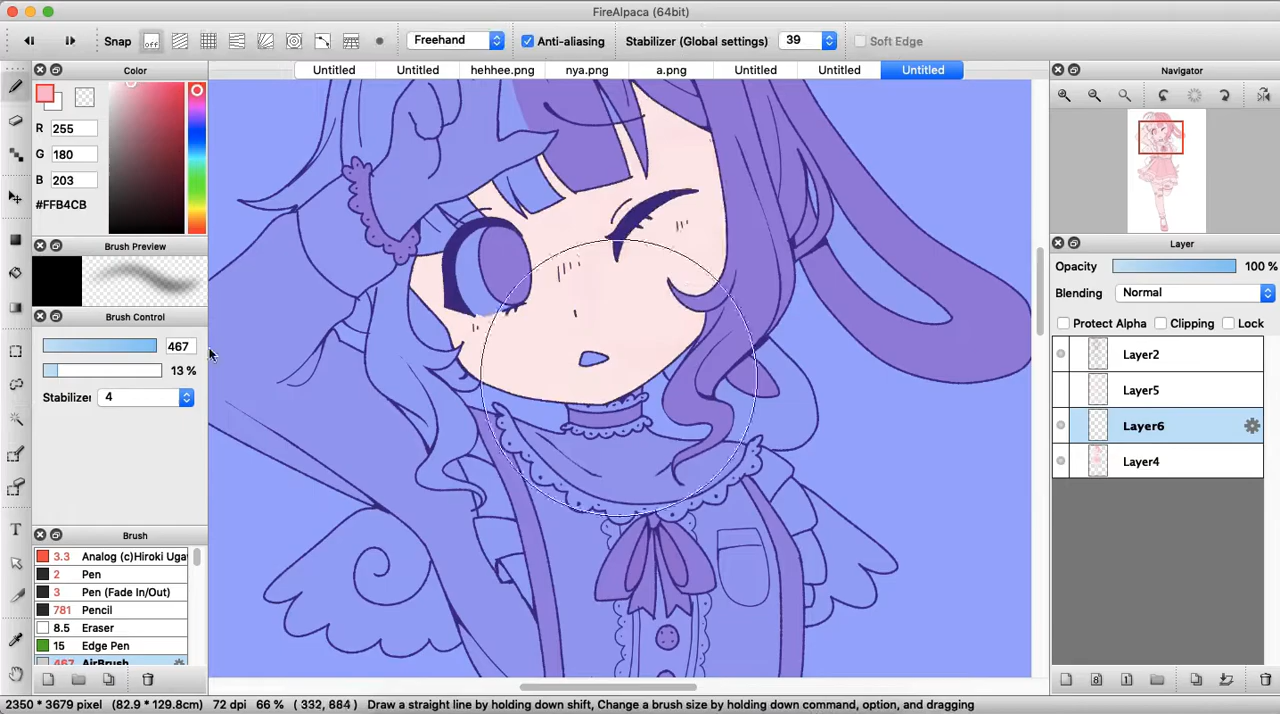 FireAlpaca (64bit)
Snap off Freehand Anti-aliasing Stabilizer (Global settings) 39 Soft Edge
Untitled Untitled hehhee.png nya.png a.png Untitled Untitled Untitled
Color
R 255
G 180
B 203
#FFB4CB
Brush Preview
Brush Control
467
13 %
Stabilizer 4
Brush
3.3 Analog (c)Hiroki Uga
2 Pen
3 Pen (Fade In/Out)
781 Pencil
8.5 Eraser
15 Edge Pen
467 AirBrush
T
Navigator
Layer
Opacity 100 %
Blending Normal
Protect Alpha Clipping Lock
Layer2
Layer5
Layer6
Layer4
2350 * 3679 pixel (82.9 * 129.8cm) 72 dpi 66 % ( 332, 684 ) Draw a straight line by holding down shift, Change a brush size by holding down command, option, and dragging